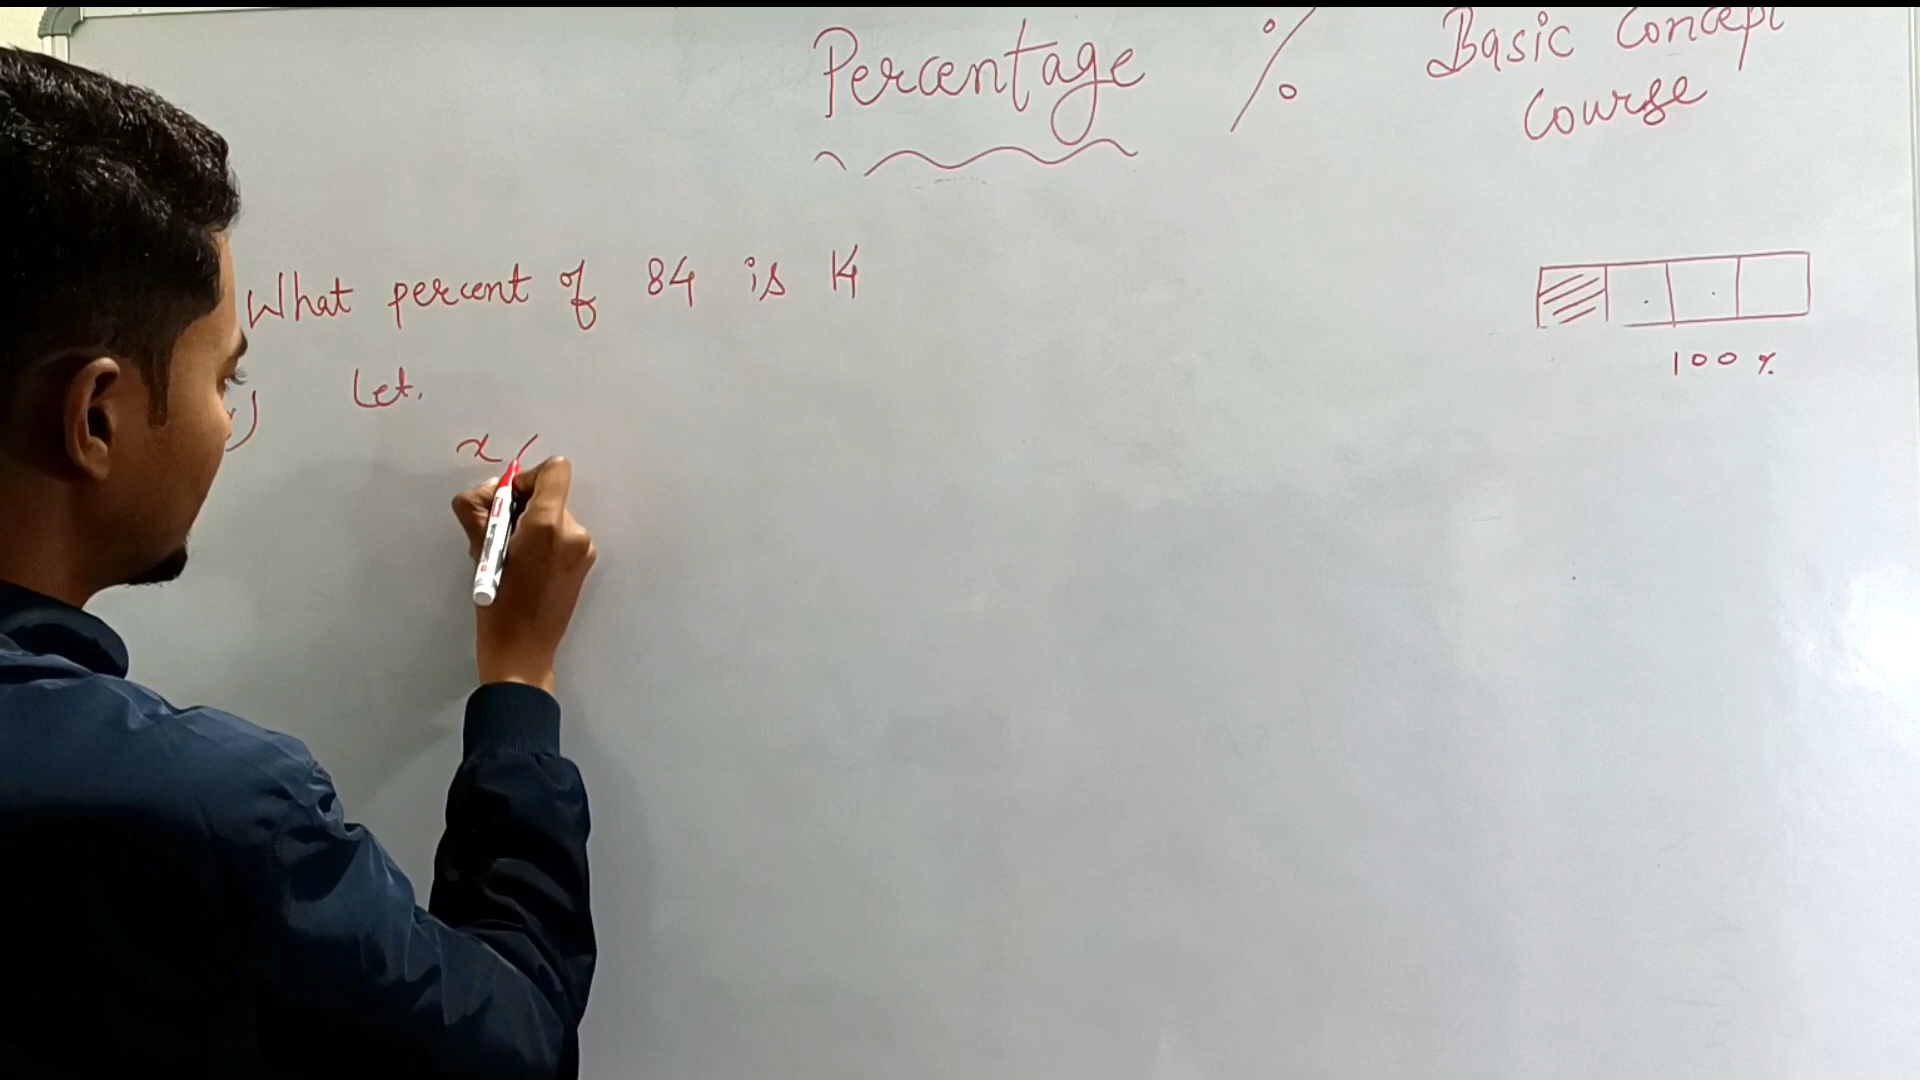 Percentage %
Basic Concept
Course
What percent of 84 is 14
Let.
x
100 %